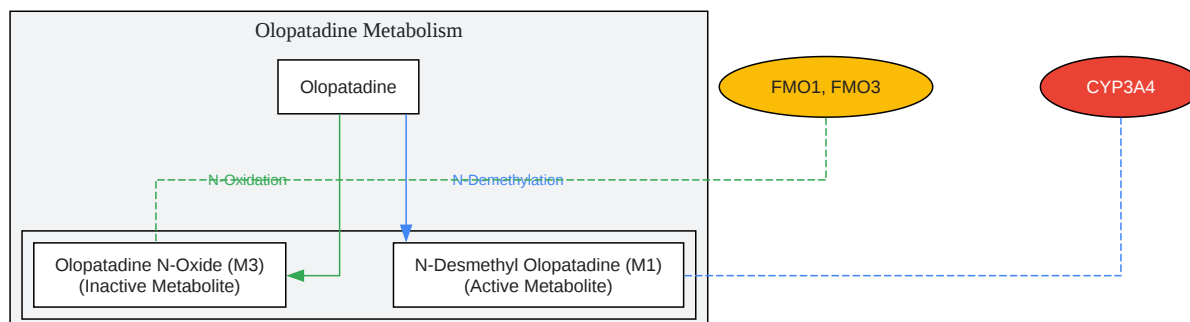 Olopatadine Metabolism
Olopatadine
FMO1, FMO3
CYP3A4
N-Oxidation
N-Demethylation
Olopatadine N-Oxide (M3)
(Inactive Metabolite)
N-Desmethyl Olopatadine (M1)
(Active Metabolite)